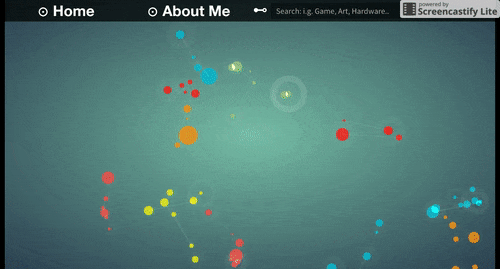 Home
About Me
Search: i.g. Game, Art, Hardware..
powered by
Screencastify Lite